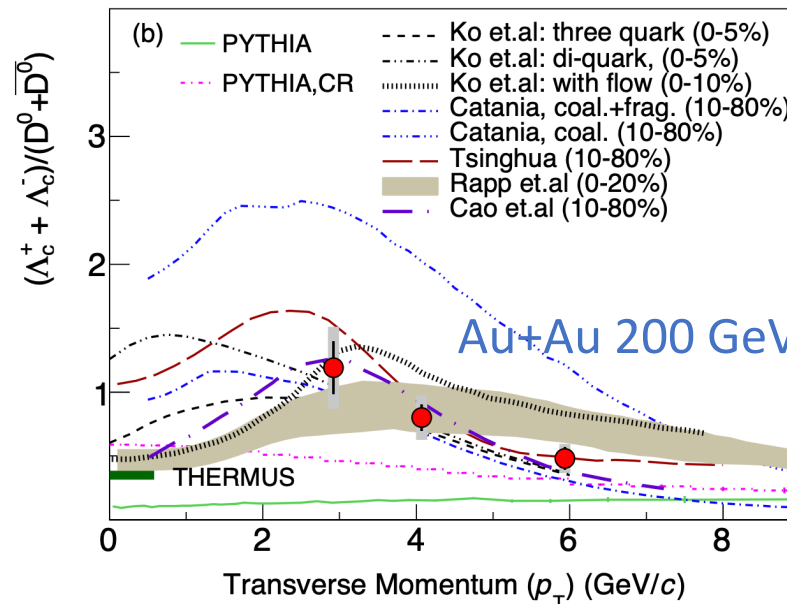 (b)
PYTHIA
PYTHIA,CR
Ko et.al: three quark (0-5%)
Ko et.al: di-quark, (0-5%)
Ko et.al: with flow (0-10%)
Catania, coal.+frag. (10-80%)
Catania, coal. (10-80%)
Tsinghua (10-80%)
Rapp et.al (0-20%)
Cao et.al (10-80%)
(Λc+ + Λc-)/(D0+D̅0̅)
3
2
1
Au+Au 200 GeV
THERMUS
0 2 4 6 8
Transverse Momentum (pT) (GeV/c)